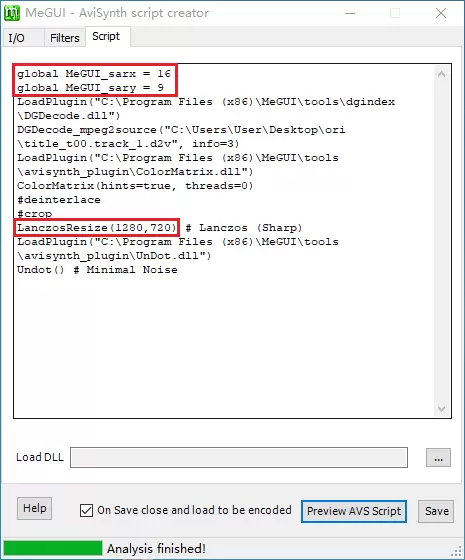 MeGUI - AviSynth script creator
I/O Filters Script
global MeGUI_sarx = 16
global MeGUI_sary = 9
LoadPlugin("C:\Program Files (x86)\MeGUI\tools\dgindex
\DGDecode.dll")
DGDecode_mpeg2source("C:\Users\User\Desktop\ori
\title_t00.track_1.d2v", info=3)
LoadPlugin("C:\Program Files (x86)\MeGUI\tools
\avisynth_plugin\ColorMatrix.dll")
ColorMatrix(hints=true, threads=0)
#deinterlace
#crop
LanczosResize(1280,720) # Lanczos (Sharp)
LoadPlugin("C:\Program Files (x86)\MeGUI\tools
\avisynth_plugin\UnDot.dll")
Undot() # Minimal Noise
Load DLL ...
Help On Save close and load to be encoded Preview AVS Script Save
Analysis finished!